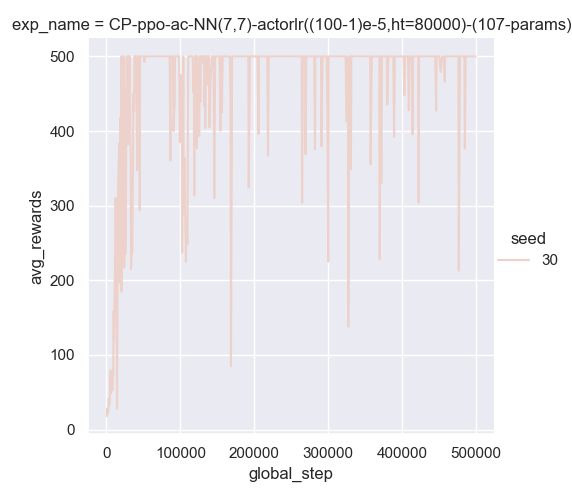 exp_name = CP-ppo-ac-NN(7,7)-actorlr((100-1)e-5,ht=80000)-(107-params)
500
400
300
200
100
0
avg_rewards
0 100000 200000 300000 400000 500000
global_step
seed
30